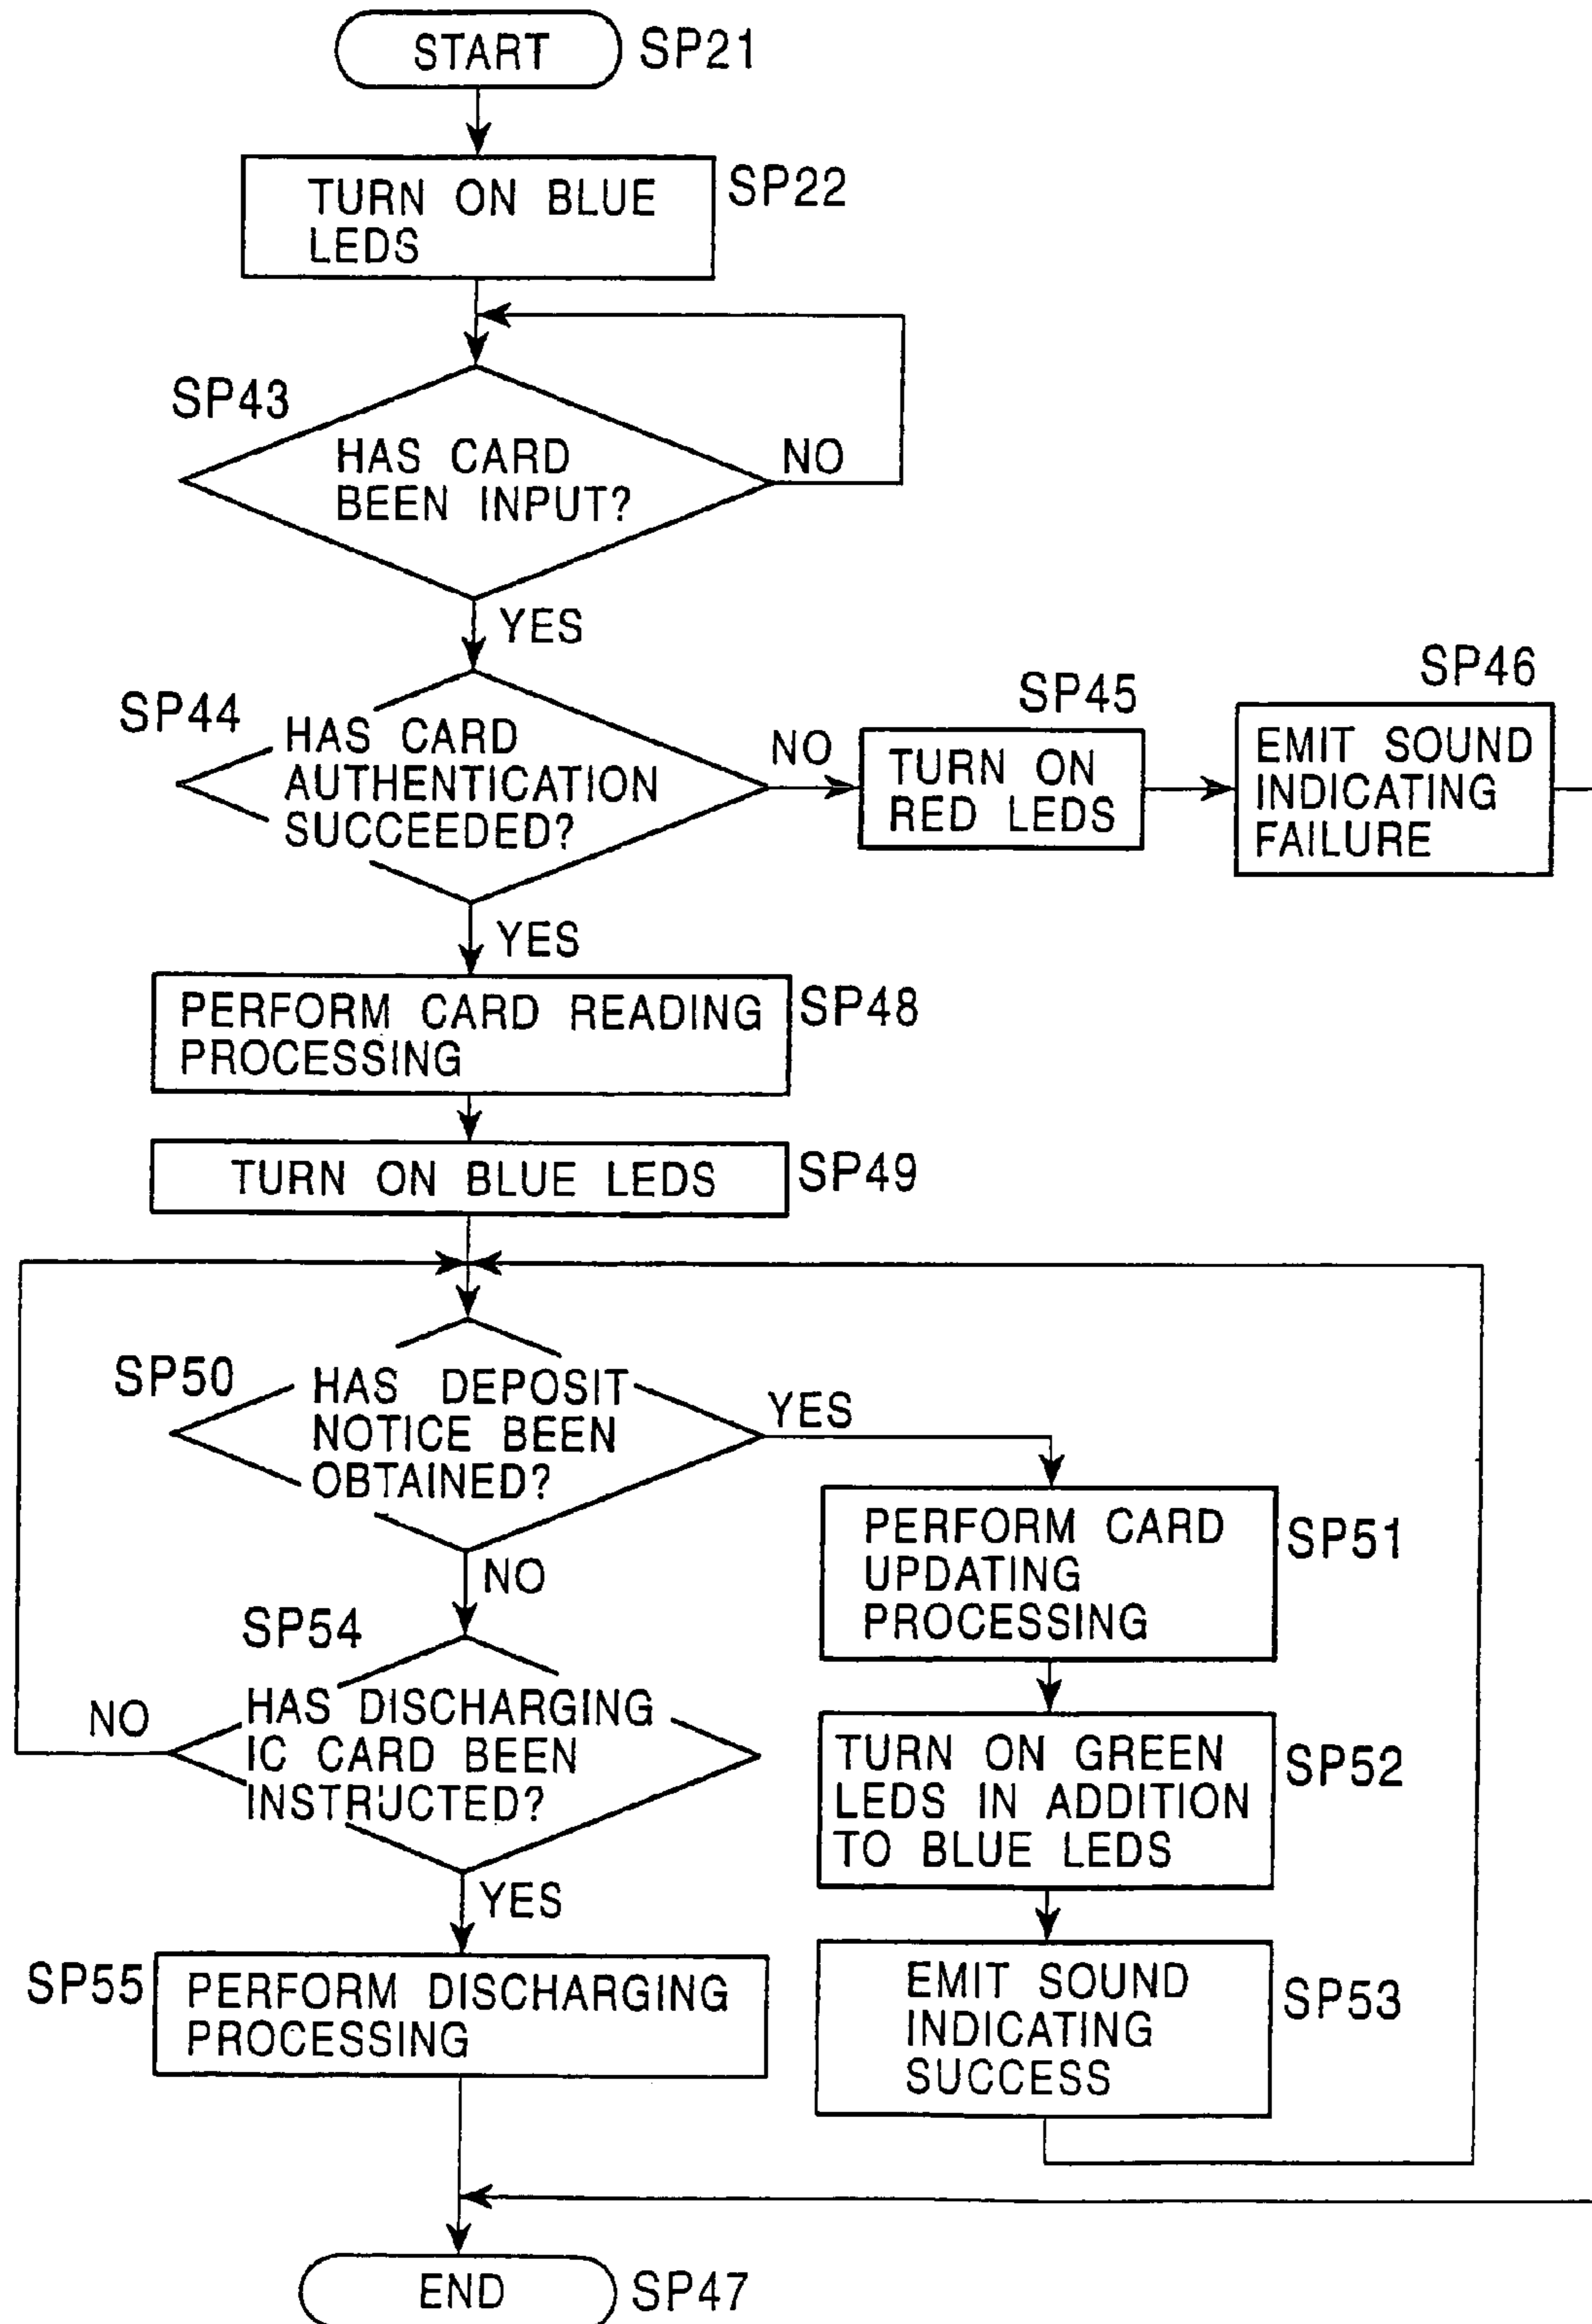 START
SP21
TURN ON BLUE
LEDS
SP22
SP43
HAS CARD
BEEN INPUT?
NO
YES
SP44
HAS CARD
AUTHENTICATION
SUCCEEDED?
NO
SP45
TURN ON
RED LEDS
SP46
EMIT SOUND
INDICATING
FAILURE
YES
PERFORM CARD READING
PROCESSING
SP48
TURN ON BLUE LEDS
SP49
SP50
HAS DEPOSIT
NOTICE BEEN
OBTAINED?
YES
NO
PERFORM CARD
UPDATING
PROCESSING
SP51
SP54
HAS DISCHARGING
IC CARD BEEN
INSTRUCTED?
NO
TURN ON GREEN
LEDS IN ADDITION
TO BLUE LEDS
SP52
YES
SP55
PERFORM DISCHARGING
PROCESSING
EMIT SOUND
INDICATING
SUCCESS
SP53
END
SP47